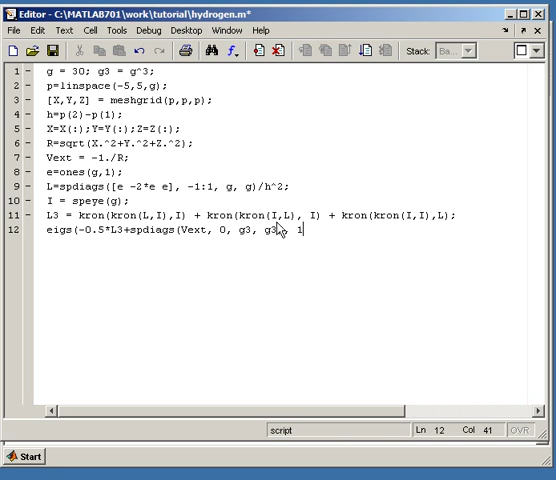 Editor - C:\MATLAB701\work\tutorial\hydrogen.m*
File Edit Text Cell Tools Debug Desktop Window Help
Stack: Ba...
1 - g = 30; g3 = g^3;
2 - p=linspace(-5,5,g);
3 - [X,Y,Z] = meshgrid(p,p,p);
4 - h=p(2)-p(1);
5 - X=X(:);Y=Y(:);Z=Z(:);
6 - R=sqrt(X.^2+Y.^2+Z.^2);
7 - Vext = -1./R;
8 - e=ones(g,1);
9 - L=spdiags([e -2*e e], -1:1, g, g)/h^2;
10 - I = speye(g);
11 - L3 = kron(kron(L,I),I) + kron(kron(I,L), I) + kron(kron(I,I),L);
12 eigs(-0.5*L3+spdiags(Vext, 0, g3, g3 , 1
script Ln 12 Col 41 OVR
Start